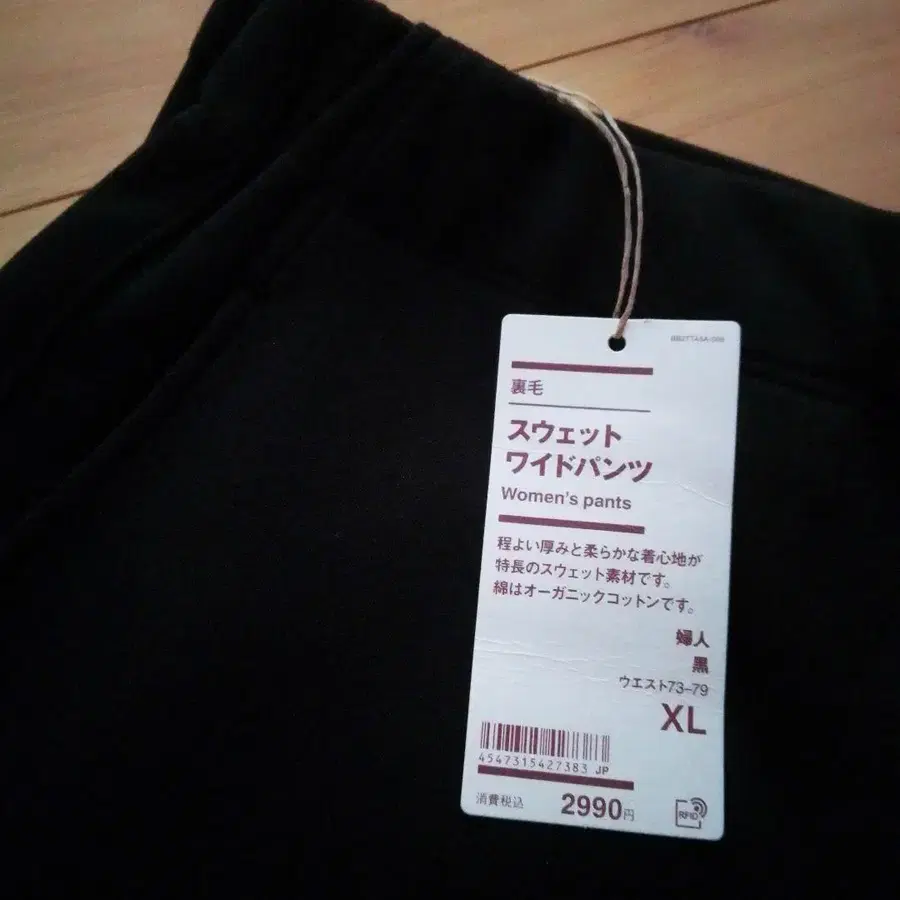 裏毛
スウェット
ワイドパンツ
Women's pants
程よい厚みと柔らかな着心地が
特長のスウェット素材です。
綿はオーガニックコットンです。
婦人
黒
ウエスト73–79
XL
4547315427383 JP
消費税込 2990円
RFID